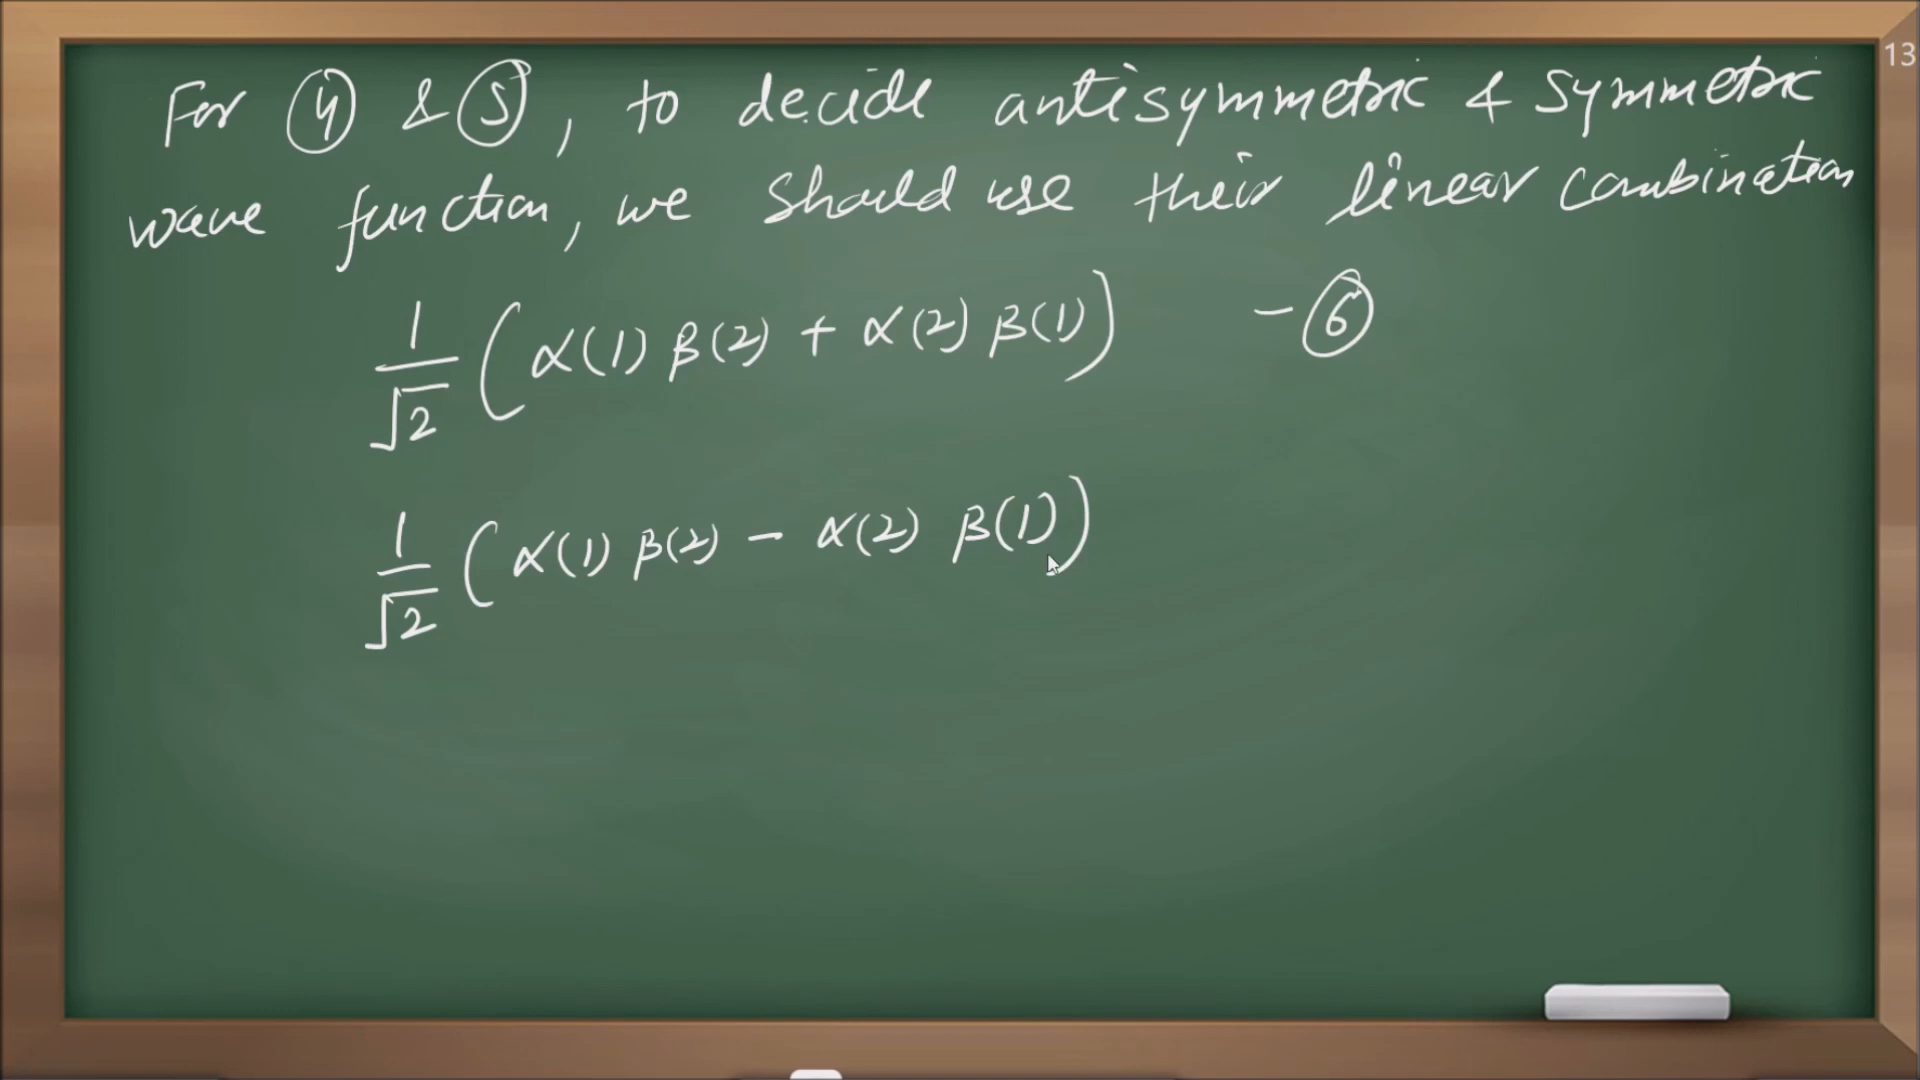 13
For ④ & ⑤, to decide antisymmetric & symmetric
wave function, we should use their linear combination
1/√2 (α(1) β(2) + α(2) β(1)) - ⑥
1/√2 (α(1) β(2) - α(2) β(1))